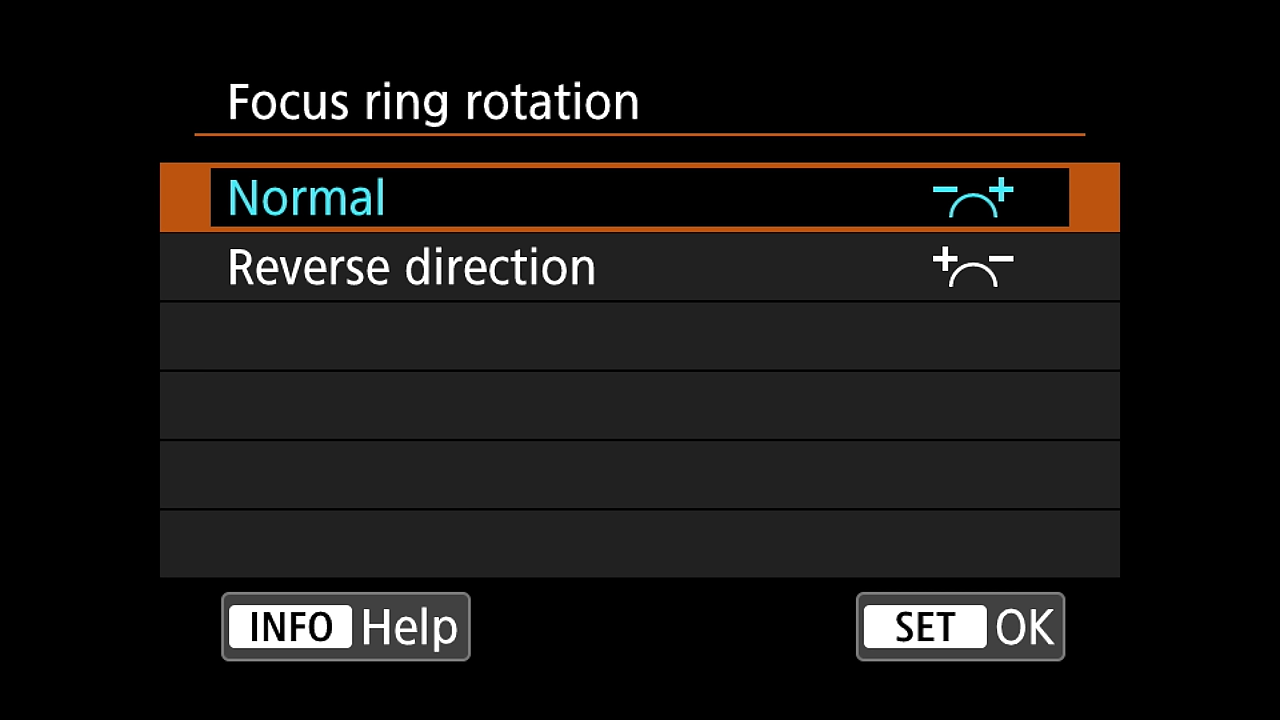 Focus ring rotation
Normal - +
Reverse direction + -
INFO Help SET OK